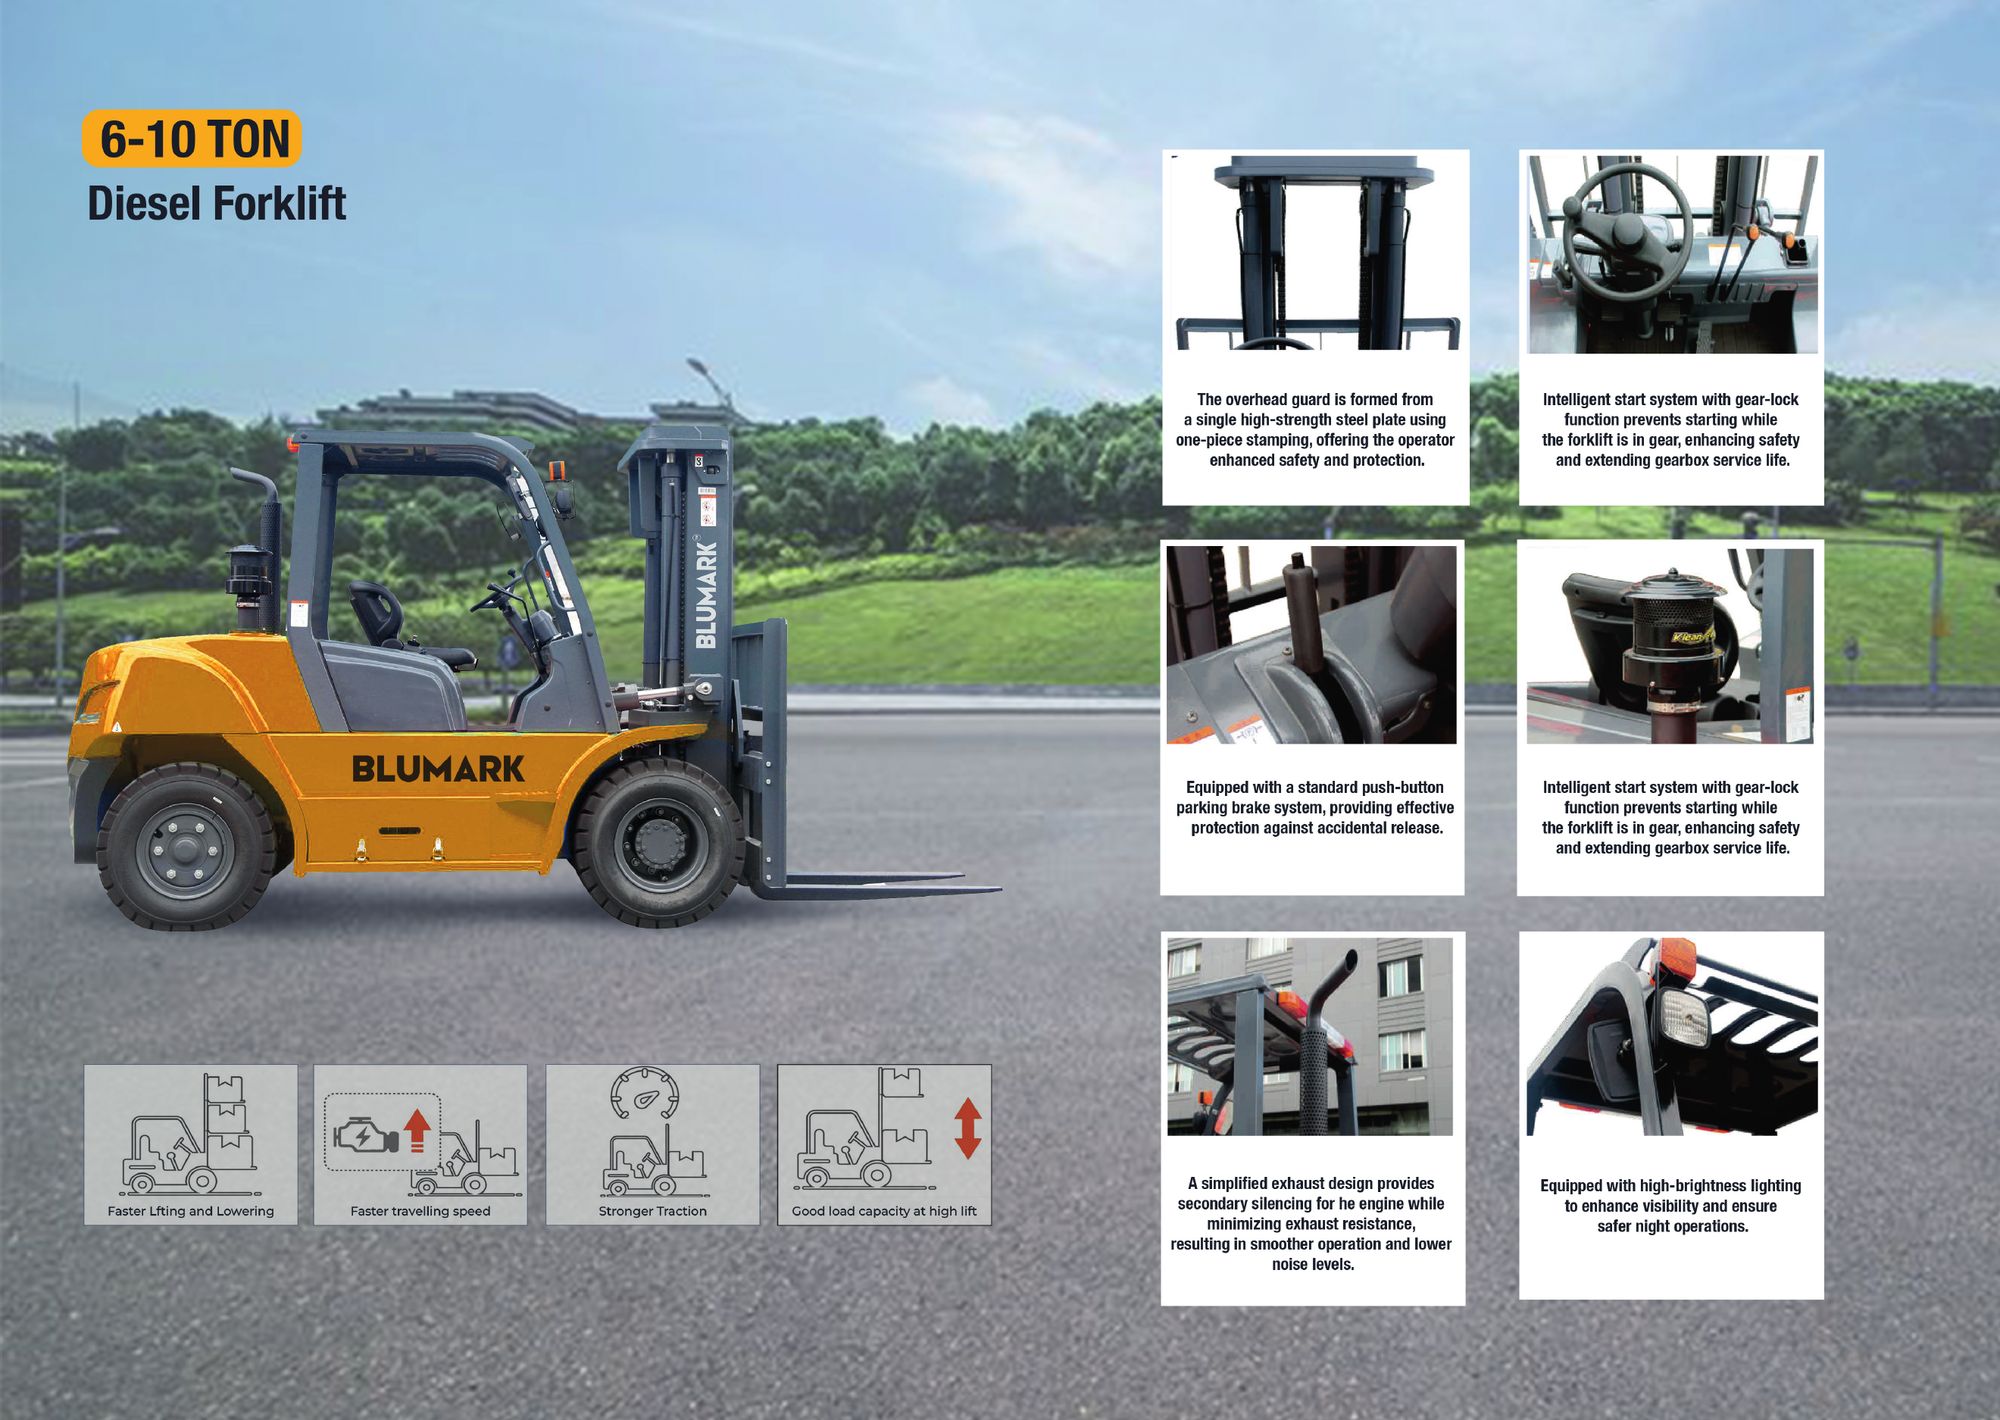 6-10 TON
Diesel Forklift
BLUMARK
BLUMARK
Faster Lfting and Lowering
Faster travelling speed
Stronger Traction
Good load capacity at high lift
The overhead guard is formed from
a single high-strength steel plate using
one-piece stamping, offering the operator
enhanced safety and protection.
Intelligent start system with gear-lock
function prevents starting while
the forklift is in gear, enhancing safety
and extending gearbox service life.
Equipped with a standard push-button
parking brake system, providing effective
protection against accidental release.
Intelligent start system with gear-lock
function prevents starting while
the forklift is in gear, enhancing safety
and extending gearbox service life.
A simplified exhaust design provides
secondary silencing for he engine while
minimizing exhaust resistance,
resulting in smoother operation and lower
noise levels.
Equipped with high-brightness lighting
to enhance visibility and ensure
safer night operations.